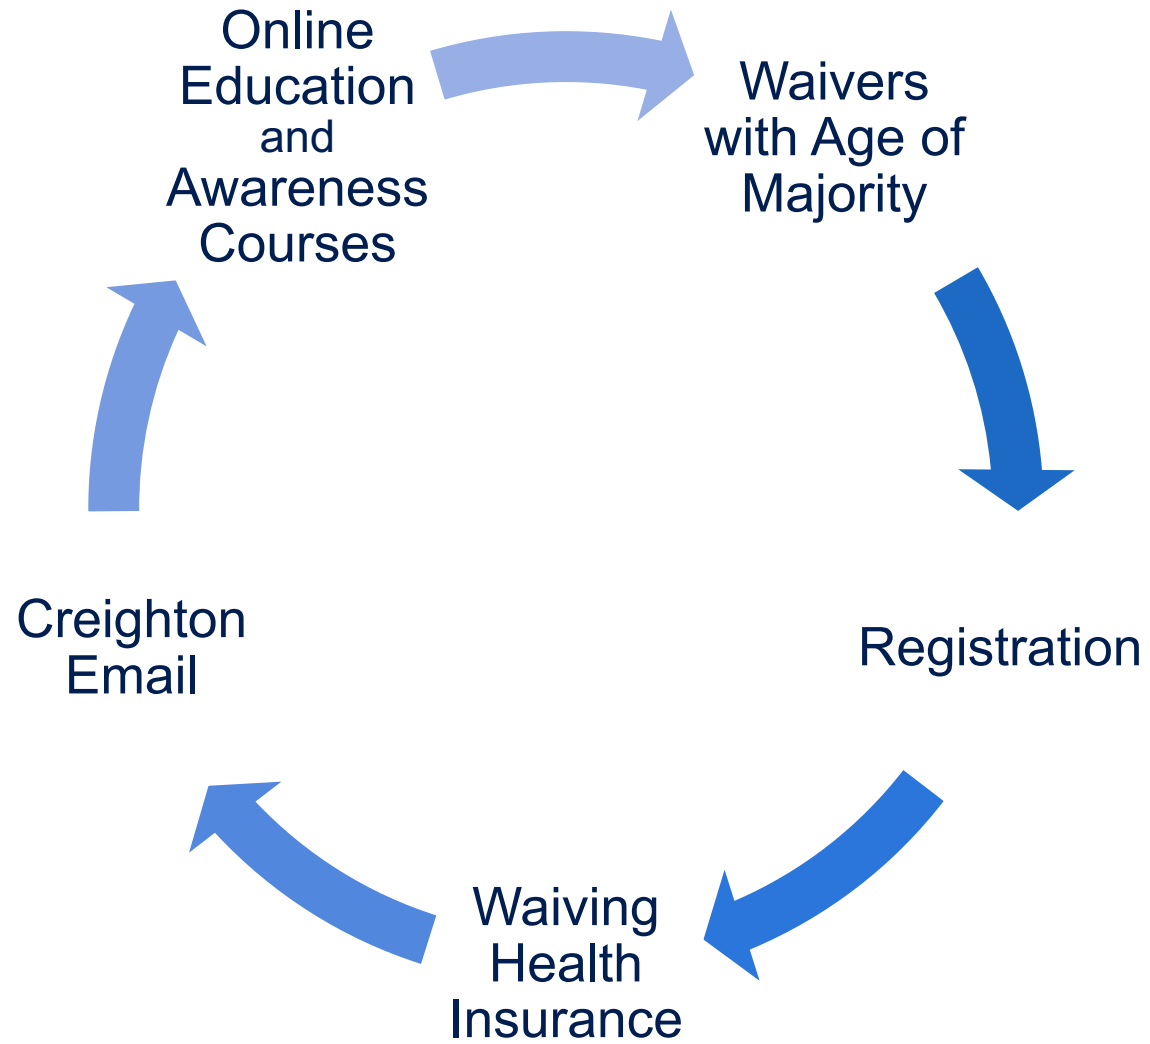 Online
Education
and
Awareness
Courses
Waivers
with Age of
Majority
Registration
Waiving
Health
Insurance
Creighton
Email